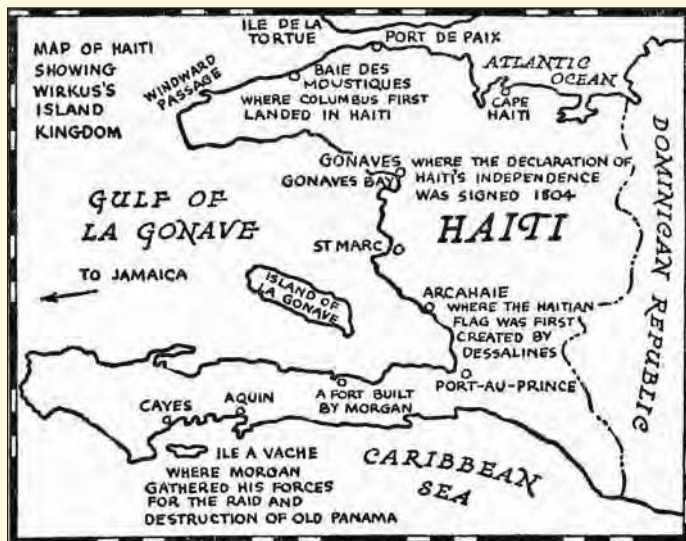 ILE DE LA
TORTUE
PORT DE PAIX
MAP OF HAITI
SHOWING
WIRKUS'S
ISLAND
KINGDOM
WINDWARD
PASSAGE
BAIE DES
MOUSTIQUES
WHERE COLUMBUS FIRST
LANDED IN HAITI
ATLANTIC
OCEAN
CAPE
HAITI
DOMINICAN REPUBLIC
GONAVES
GONAVES BAY
WHERE THE DECLARATION OF
HAITI'S INDEPENDENCE
WAS SIGNED 1804
GULF OF
LA GONAVE
HAITI
ST MARC
TO JAMAICA
ISLAND OF
LA GONAVE
ARCAHAIE
WHERE THE HAITIAN
FLAG WAS FIRST
CREATED BY
DESSALINES
PORT-AU-PRINCE
A FORT BUILT
BY MORGAN
AQUIN
CAYES
ILE A VACHE
WHERE MORGAN
GATHERED HIS FORCES
FOR THE RAID AND
DESTRUCTION OF OLD PANAMA
CARIBBEAN
SEA